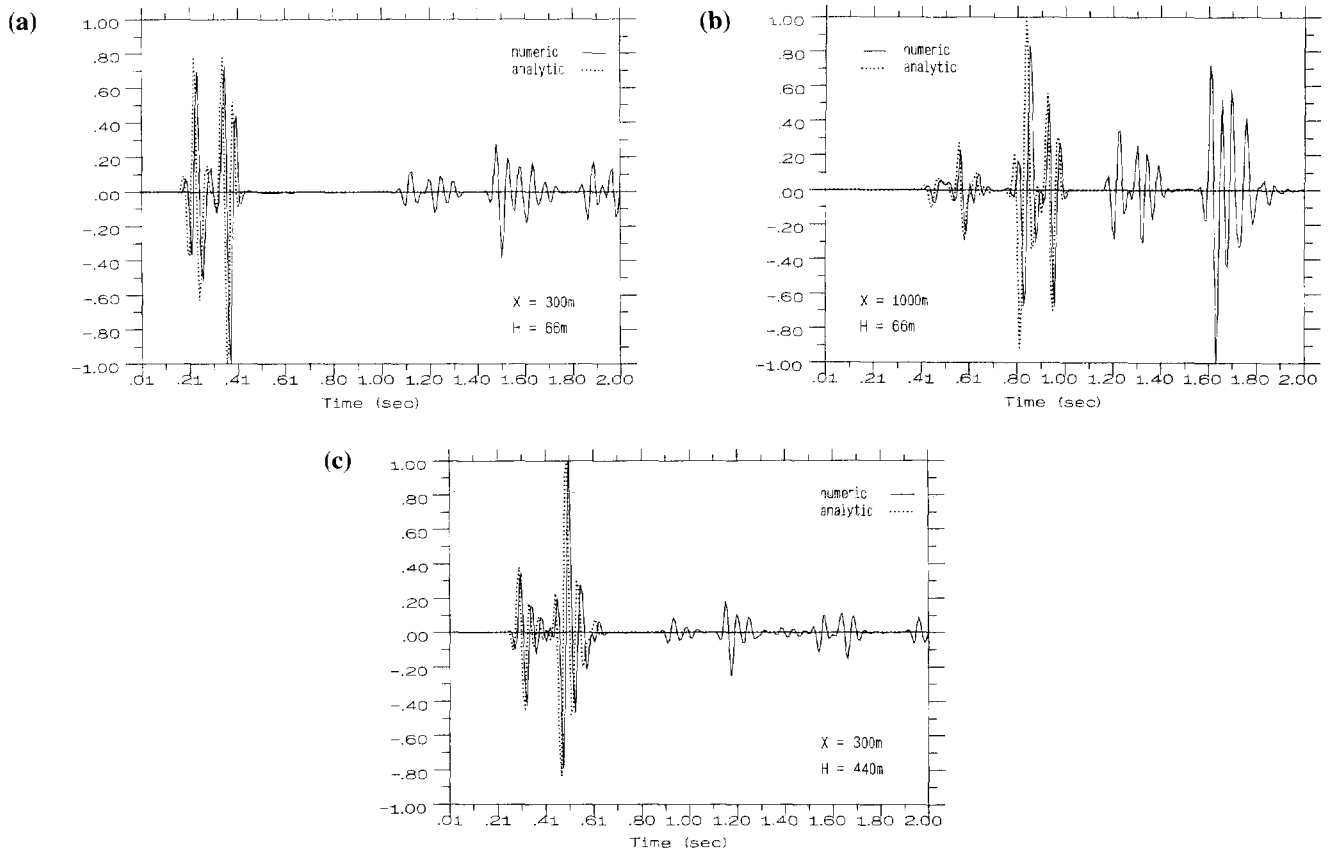 (a)
1.00
.80
.60
.40
.20
.00
-.20
-.40
-.60
-.80
-1.00
numeric
analytic
X = 300m
H = 66m
.01 .21 .41 .61 .80 1.00 1.20 1.40 1.60 1.80 2.00
Time (sec)
(b)
1.00
.80
.60
.40
.20
.00
-.20
-.40
-.60
-.80
-1.00
numeric
analytic
X = 1000m
H = 66m
.01 .21 .41 .61 .80 1.00 1.20 1.40 1.60 1.80 2.00
Time (sec)
(c)
1.00
.80
.60
.40
.20
.00
-.20
-.40
-.60
-.80
-1.00
numeric
analytic
X = 300m
H = 440m
.01 .21 .41 .61 .80 1.00 1.20 1.40 1.60 1.80 2.00
Time (sec)